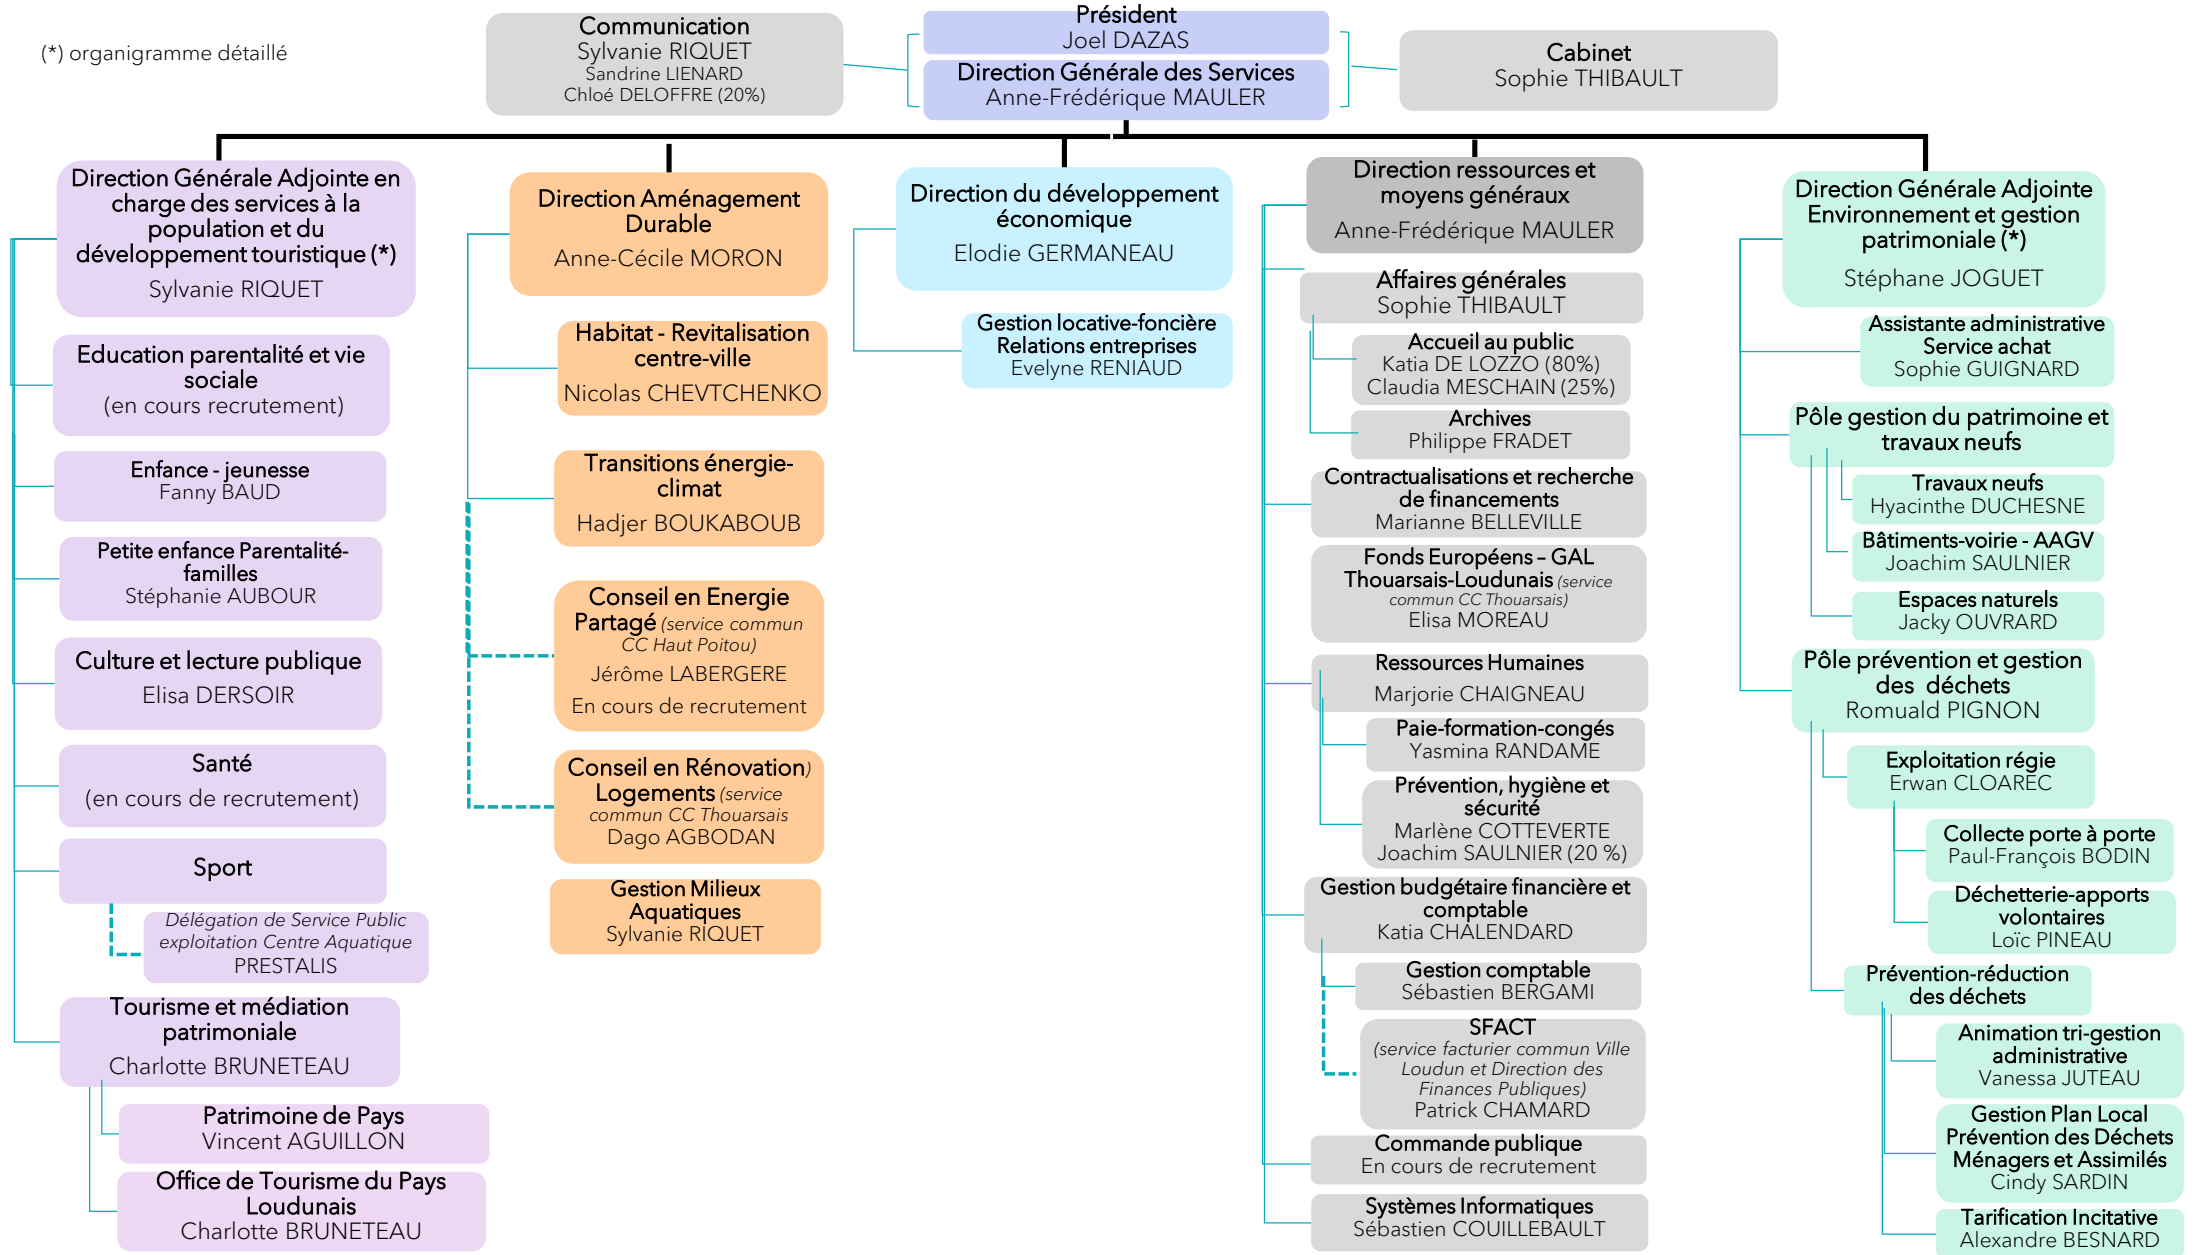 (*) organigramme détaillé
Communication
Sylvanie RIQUET
Sandrine LIENARD
Chloé DELOFFRE (20%)
Président
Joel DAZAS
Direction Générale des Services
Anne-Frédérique MAULER
Cabinet
Sophie THIBAULT
Direction Générale Adjointe en
charge des services à la
population et du
développement touristique (*)
Sylvanie RIQUET
Education parentalité et vie
sociale
(en cours recrutement)
Enfance - jeunesse
Fanny BAUD
Petite enfance Parentalité-
familles
Stéphanie AUBOUR
Culture et lecture publique
Elisa DERSOIR
Santé
(en cours de recrutement)
Sport
Délégation de Service Public
exploitation Centre Aquatique
PRESTALIS
Tourisme et médiation
patrimoniale
Charlotte BRUNETEAU
Patrimoine de Pays
Vincent AGUILLON
Office de Tourisme du Pays
Loudunais
Charlotte BRUNETEAU
Direction Aménagement
Durable
Anne-Cécile MORON
Habitat - Revitalisation
centre-ville
Nicolas CHEVTCHENKO
Transitions énergie-
climat
Hadjer BOUKABOUB
Conseil en Energie
Partagé (service commun
CC Haut Poitou)
Jérôme LABERGERE
En cours de recrutement
Conseil en Rénovation)
Logements (service
commun CC Thouarsais
Dago AGBODAN
Gestion Milieux
Aquatiques
Sylvanie RIQUET
Direction du développement
économique
Elodie GERMANEAU
Gestion locative-foncière
Relations entreprises
Evelyne RENIAUD
Direction ressources et
moyens généraux
Anne-Frédérique MAULER
Affaires générales
Sophie THIBAULT
Accueil au public
Katia DE LOZZO (80%)
Claudia MESCHAIN (25%)
Archives
Philippe FRADET
Contractualisations et recherche
de financements
Marianne BELLEVILLE
Fonds Européens – GAL
Thouarsais-Loudunais (service
commun CC Thouarsais)
Elisa MOREAU
Ressources Humaines
Marjorie CHAIGNEAU
Paie-formation-congés
Yasmina RANDAME
Prévention, hygiène et
sécurité
Marlène COTTEVERTE
Joachim SAULNIER (20 %)
Gestion budgétaire financière et
comptable
Katia CHALENDARD
Gestion comptable
Sébastien BERGAMI
SFACT
(service facturier commun Ville
Loudun et Direction des
Finances Publiques)
Patrick CHAMARD
Commande publique
En cours de recrutement
Systèmes Informatiques
Sébastien COUILLEBAULT
Direction Générale Adjointe
Environnement et gestion
patrimoniale (*)
Stéphane JOGUET
Assistante administrative
Service achat
Sophie GUIGNARD
Pôle gestion du patrimoine et
travaux neufs
Travaux neufs
Hyacinthe DUCHESNE
Bâtiments-voirie - AAGV
Joachim SAULNIER
Espaces naturels
Jacky OUVRARD
Pôle prévention et gestion
des déchets
Romuald PIGNON
Exploitation régie
Erwan CLOAREC
Collecte porte à porte
Paul-François BODIN
Déchetterie-apports
volontaires
Loïc PINEAU
Prévention-réduction
des déchets
Animation tri-gestion
administrative
Vanessa JUTEAU
Gestion Plan Local
Prévention des Déchets
Ménagers et Assimilés
Cindy SARDIN
Tarification Incitative
Alexandre BESNARD